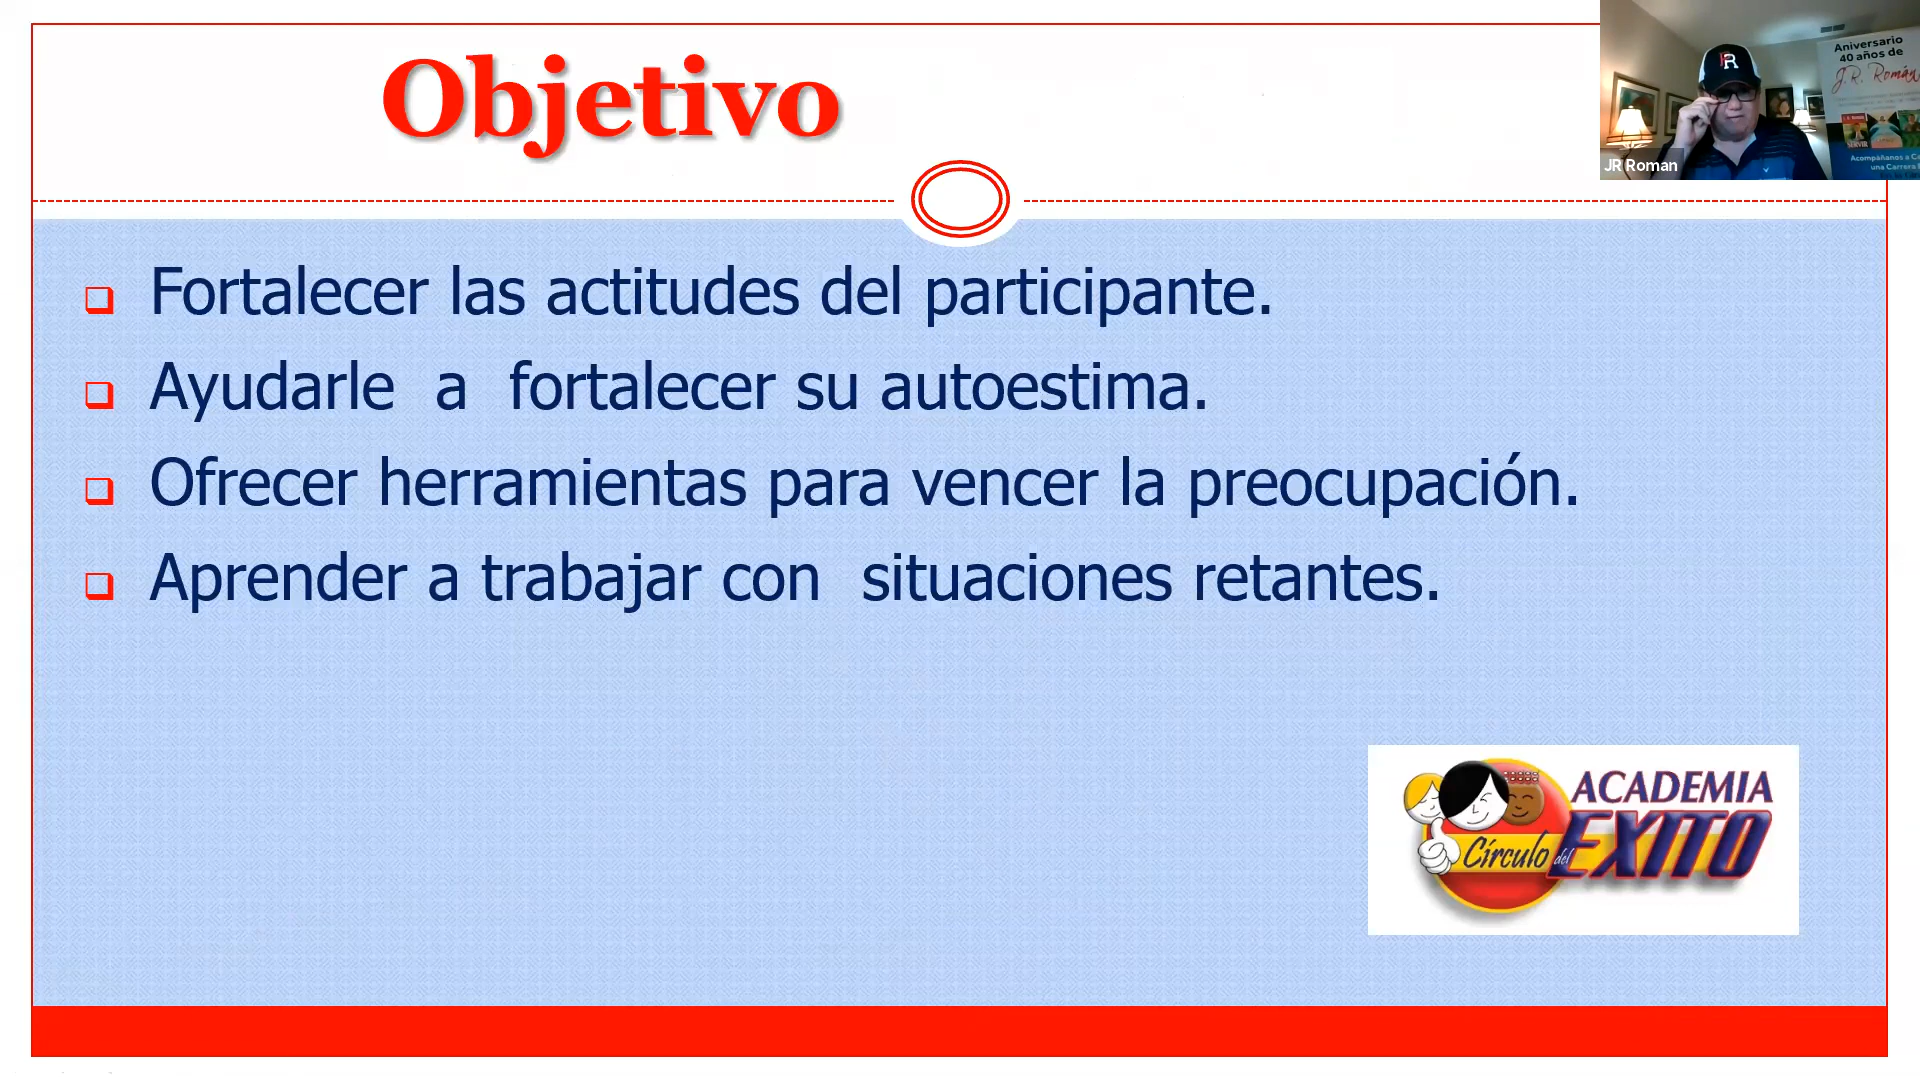 Objetivo
Aniversario
40 años de
J.R. Román
JR Roman
Fortalecer las actitudes del participante.
Ayudarle a fortalecer su autoestima.
Ofrecer herramientas para vencer la preocupación.
Aprender a trabajar con situaciones retantes.
ACADEMIA
Círculo del EXITO